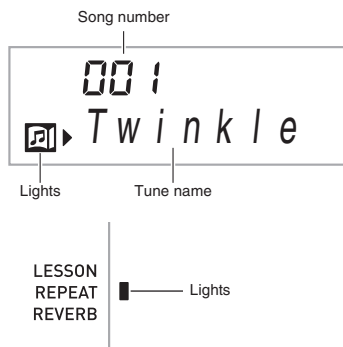 Song number
001
Twinkle
Lights
Tune name
LESSON
REPEAT
REVERB
Lights